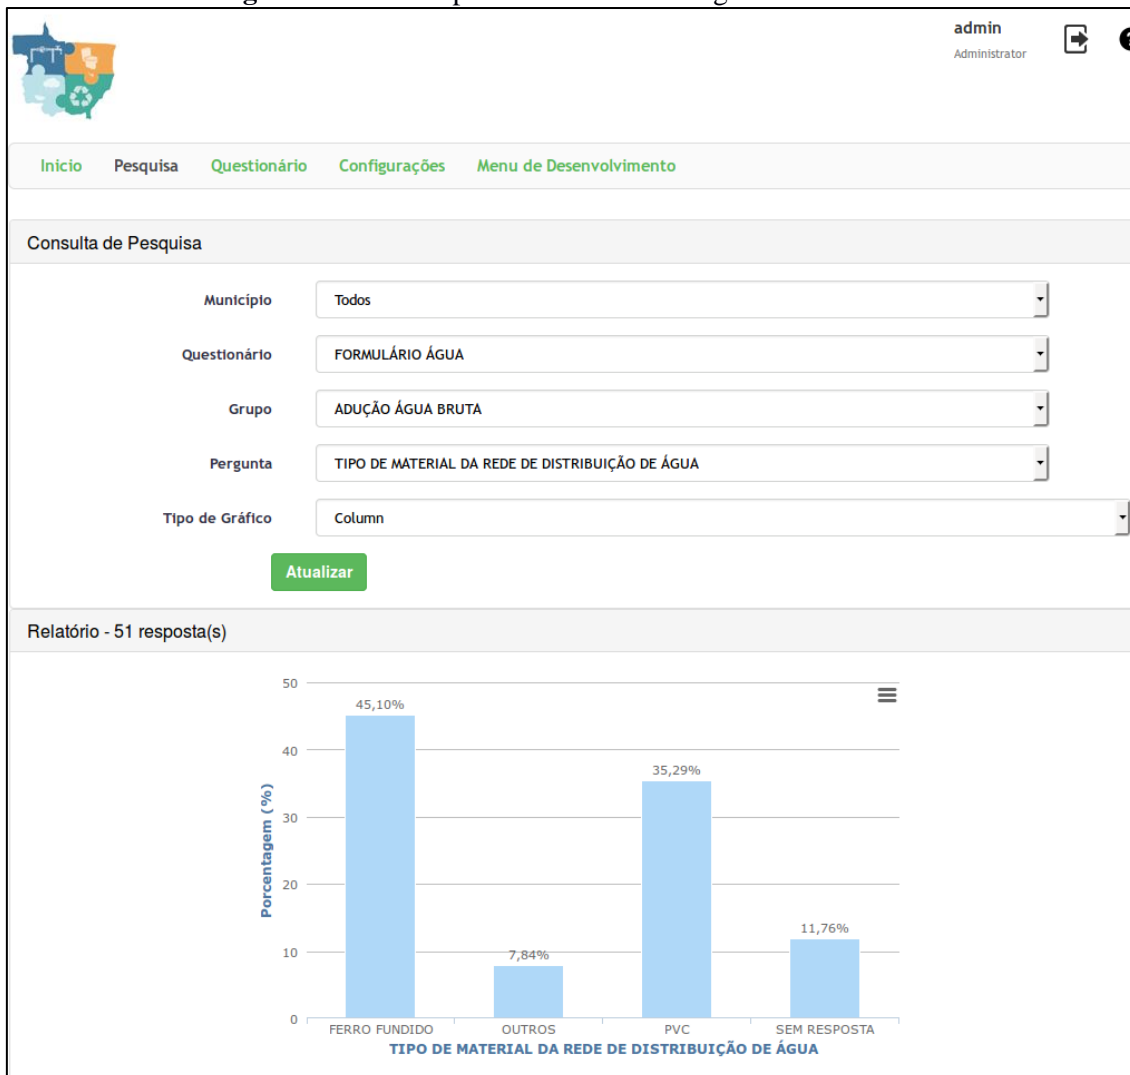 admin
Administrator
Inicio Pesquisa Questionário Configurações Menu de Desenvolvimento
Consulta de Pesquisa
Município Todos
Questionário FORMULÁRIO ÁGUA
Grupo ADUÇÃO ÁGUA BRUTA
Pergunta TIPO DE MATERIAL DA REDE DE DISTRIBUIÇÃO DE ÁGUA
Tipo de Gráfico Column
Atualizar
Relatório - 51 resposta(s)
Porcentagem (%)
50
40
30
20
10
0
45,10%
7,84%
35,29%
11,76%
FERRO FUNDIDO OUTROS PVC SEM RESPOSTA
TIPO DE MATERIAL DA REDE DE DISTRIBUIÇÃO DE ÁGUA